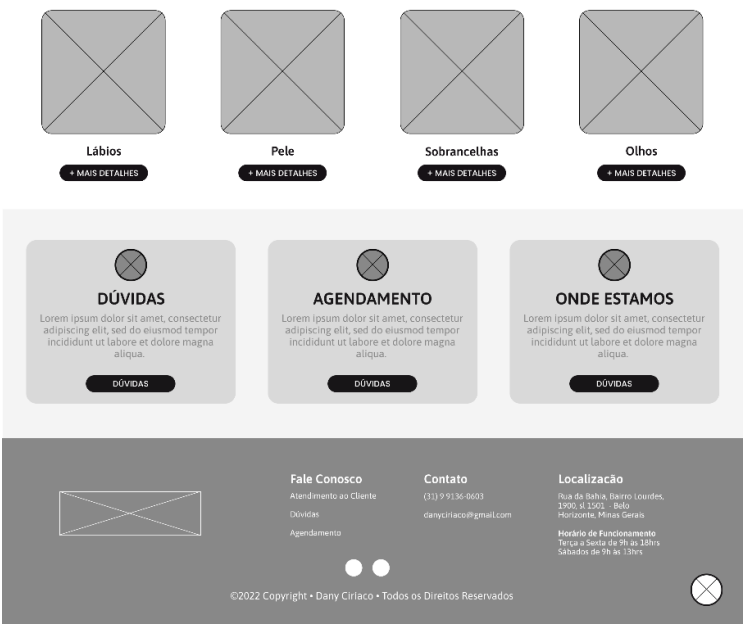 Lábios
Pele
Sobrancelhas
Olhos
+ MAIS DETALHES
+ MAIS DETALHES
+ MAIS DETALHES
+ MAIS DETALHES
DÚVIDAS
Lorem ipsum dolor sit amet, consectetur
adipiscing elit, sed do eiusmod tempor
incididunt ut labore et dolore magna
aliqua.
DÚVIDAS
AGENDAMENTO
Lorem ipsum dolor sit amet, consectetur
adipiscing elit, sed do eiusmod tempor
incididunt ut labore et dolore magna
aliqua.
DÚVIDAS
ONDE ESTAMOS
Lorem ipsum dolor sit amet, consectetur
adipiscing elit, sed do eiusmod tempor
incididunt ut labore et dolore magna
aliqua.
DÚVIDAS
Fale Conosco
Atendimento ao Cliente
Dúvidas
Agendamento
Contato
(31) 9 9136-0603
danyciriaco@gmail.com
Localizacão
Rua da Bahia, Bairro Lourdes,
1900, sl 1501 - Belo
Horizonte, Minas Gerais
Horário de Funcionamento
Terça a Sexta de 9h às 18hrs
Sábados de 9h às 13hrs
©2022 Copyright • Dany Ciríaco • Todos os Direitos Reservados